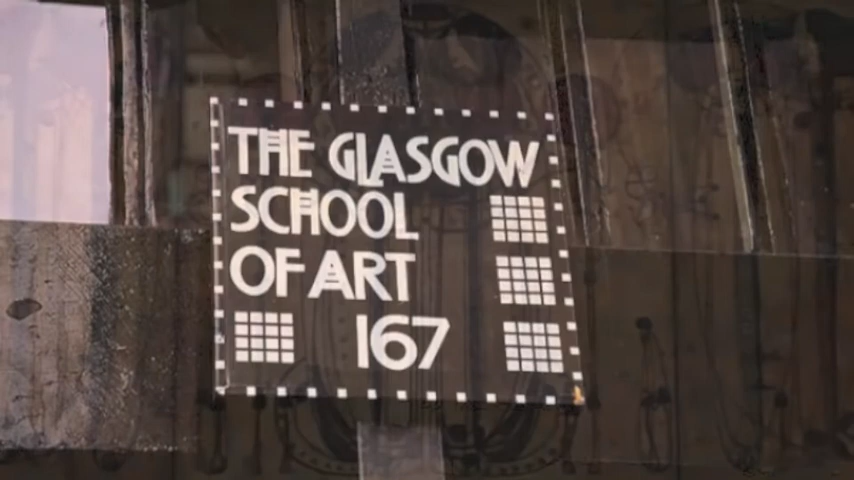 THE GLASGOW
SCHOOL
OF ART
167